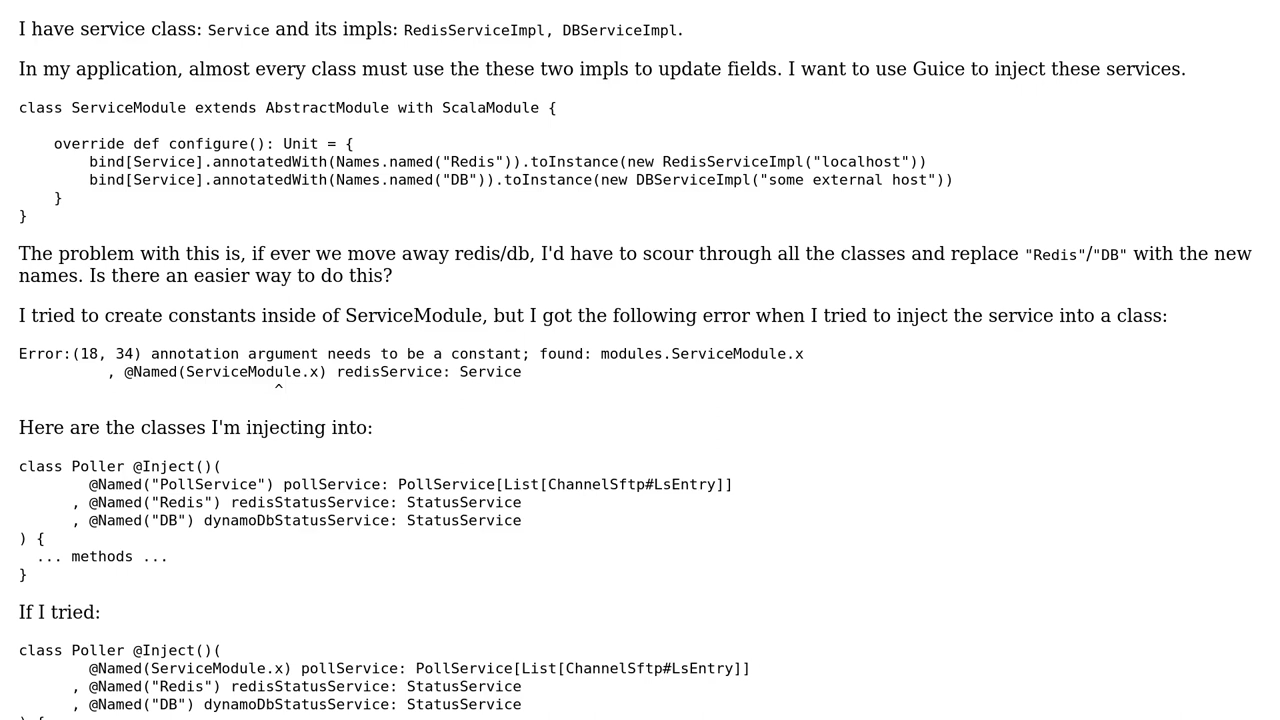 I have service class: Service and its impls: RedisServiceImpl, DBServiceImpl.
In my application, almost every class must use the these two impls to update fields. I want to use Guice to inject these services.
class ServiceModule extends AbstractModule with ScalaModule {
    override def configure(): Unit = {
        bind[Service].annotatedWith(Names.named("Redis")).toInstance(new RedisServiceImpl("localhost"))
        bind[Service].annotatedWith(Names.named("DB")).toInstance(new DBServiceImpl("some external host"))
    }
}
The problem with this is, if ever we move away redis/db, I'd have to scour through all the classes and replace "Redis"/"DB" with the new
names. Is there an easier way to do this?
I tried to create constants inside of ServiceModule, but I got the following error when I tried to inject the service into a class:
Error:(18, 34) annotation argument needs to be a constant; found: modules.ServiceModule.x
          , @Named(ServiceModule.x) redisService: Service
                             ^
Here are the classes I'm injecting into:
class Poller @Inject()(
        @Named("PollService") pollService: PollService[List[ChannelSftp#LsEntry]]
      , @Named("Redis") redisStatusService: StatusService
      , @Named("DB") dynamoDbStatusService: StatusService
) {
  ... methods ...
}
If I tried:
class Poller @Inject()(
        @Named(ServiceModule.x) pollService: PollService[List[ChannelSftp#LsEntry]]
      , @Named("Redis") redisStatusService: StatusService
      , @Named("DB") dynamoDbStatusService: StatusService
) {